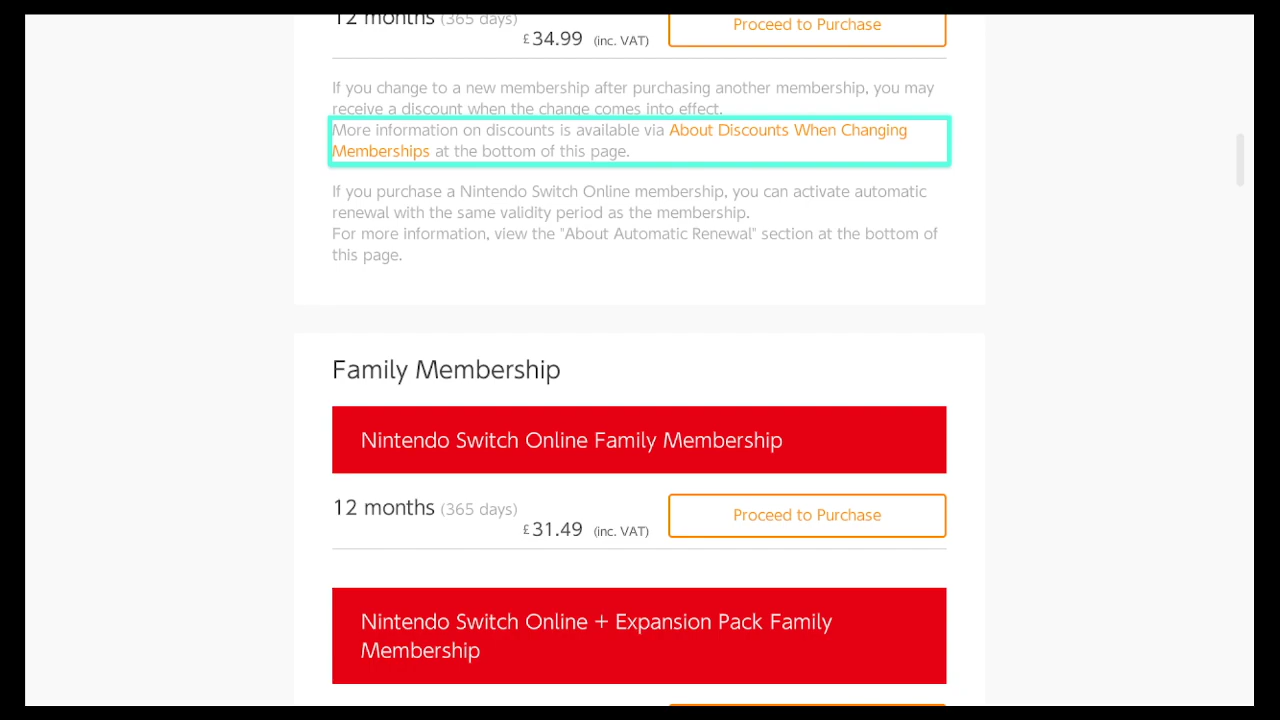 12 months (365 days)
£34.99 (inc. VAT)
Proceed to Purchase
If you change to a new membership after purchasing another membership, you may
receive a discount when the change comes into effect.
More information on discounts is available via About Discounts When Changing
Memberships at the bottom of this page.
If you purchase a Nintendo Switch Online membership, you can activate automatic
renewal with the same validity period as the membership.
For more information, view the "About Automatic Renewal" section at the bottom of
this page.
Family Membership
Nintendo Switch Online Family Membership
12 months (365 days)
£31.49 (inc. VAT)
Proceed to Purchase
Nintendo Switch Online + Expansion Pack Family
Membership